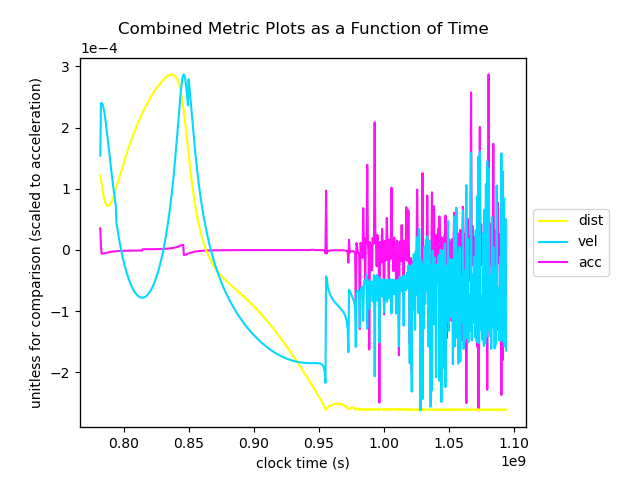 Combined Metric Plots as a Function of Time
1e−4
unitless for comparison (scaled to acceleration)
3
2
1
0
−1
−2
dist
vel
acc
0.80 0.85 0.90 0.95 1.00 1.05 1.10
1e9
clock time (s)